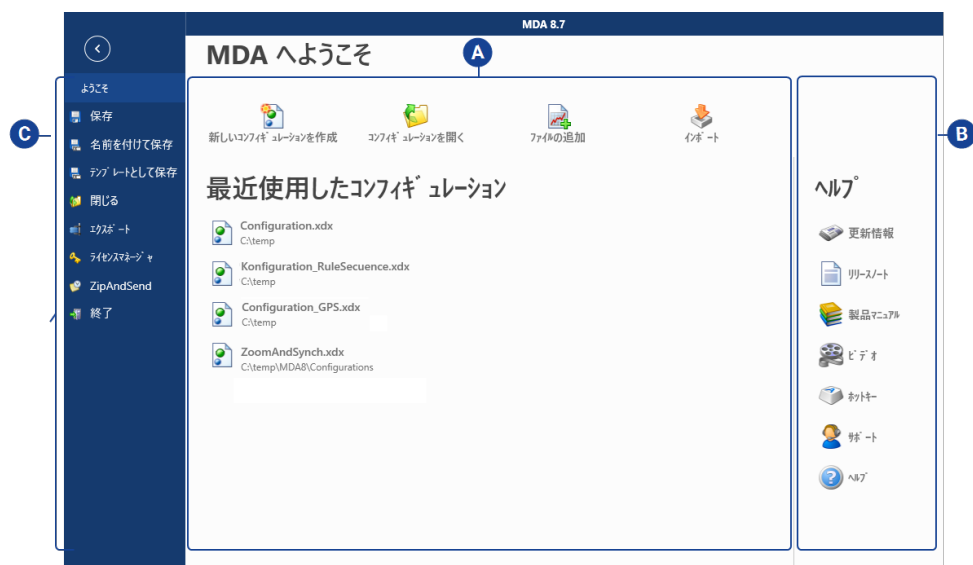 MDA 8.7
MDA へようこそ
A
ようこそ
保存
名前を付けて保存
テンプレートとして保存
閉じる
エクスポート
ライセンスマネージャ
ZipAndSend
終了
C
新しいコンフィギュレーションを作成
コンフィギュレーションを開く
ファイルの追加
インポート
最近使用したコンフィギュレーション
Configuration.xdx
C:\temp
Konfiguration_RuleSecuence.xdx
C:\temp
Configuration_GPS.xdx
C:\temp
ZoomAndSynch.xdx
C:\temp\MDA8\Configurations
B
ヘルプ
更新情報
リリースノート
製品マニュアル
ビデオ
ホットキー
サポート
ヘルプ